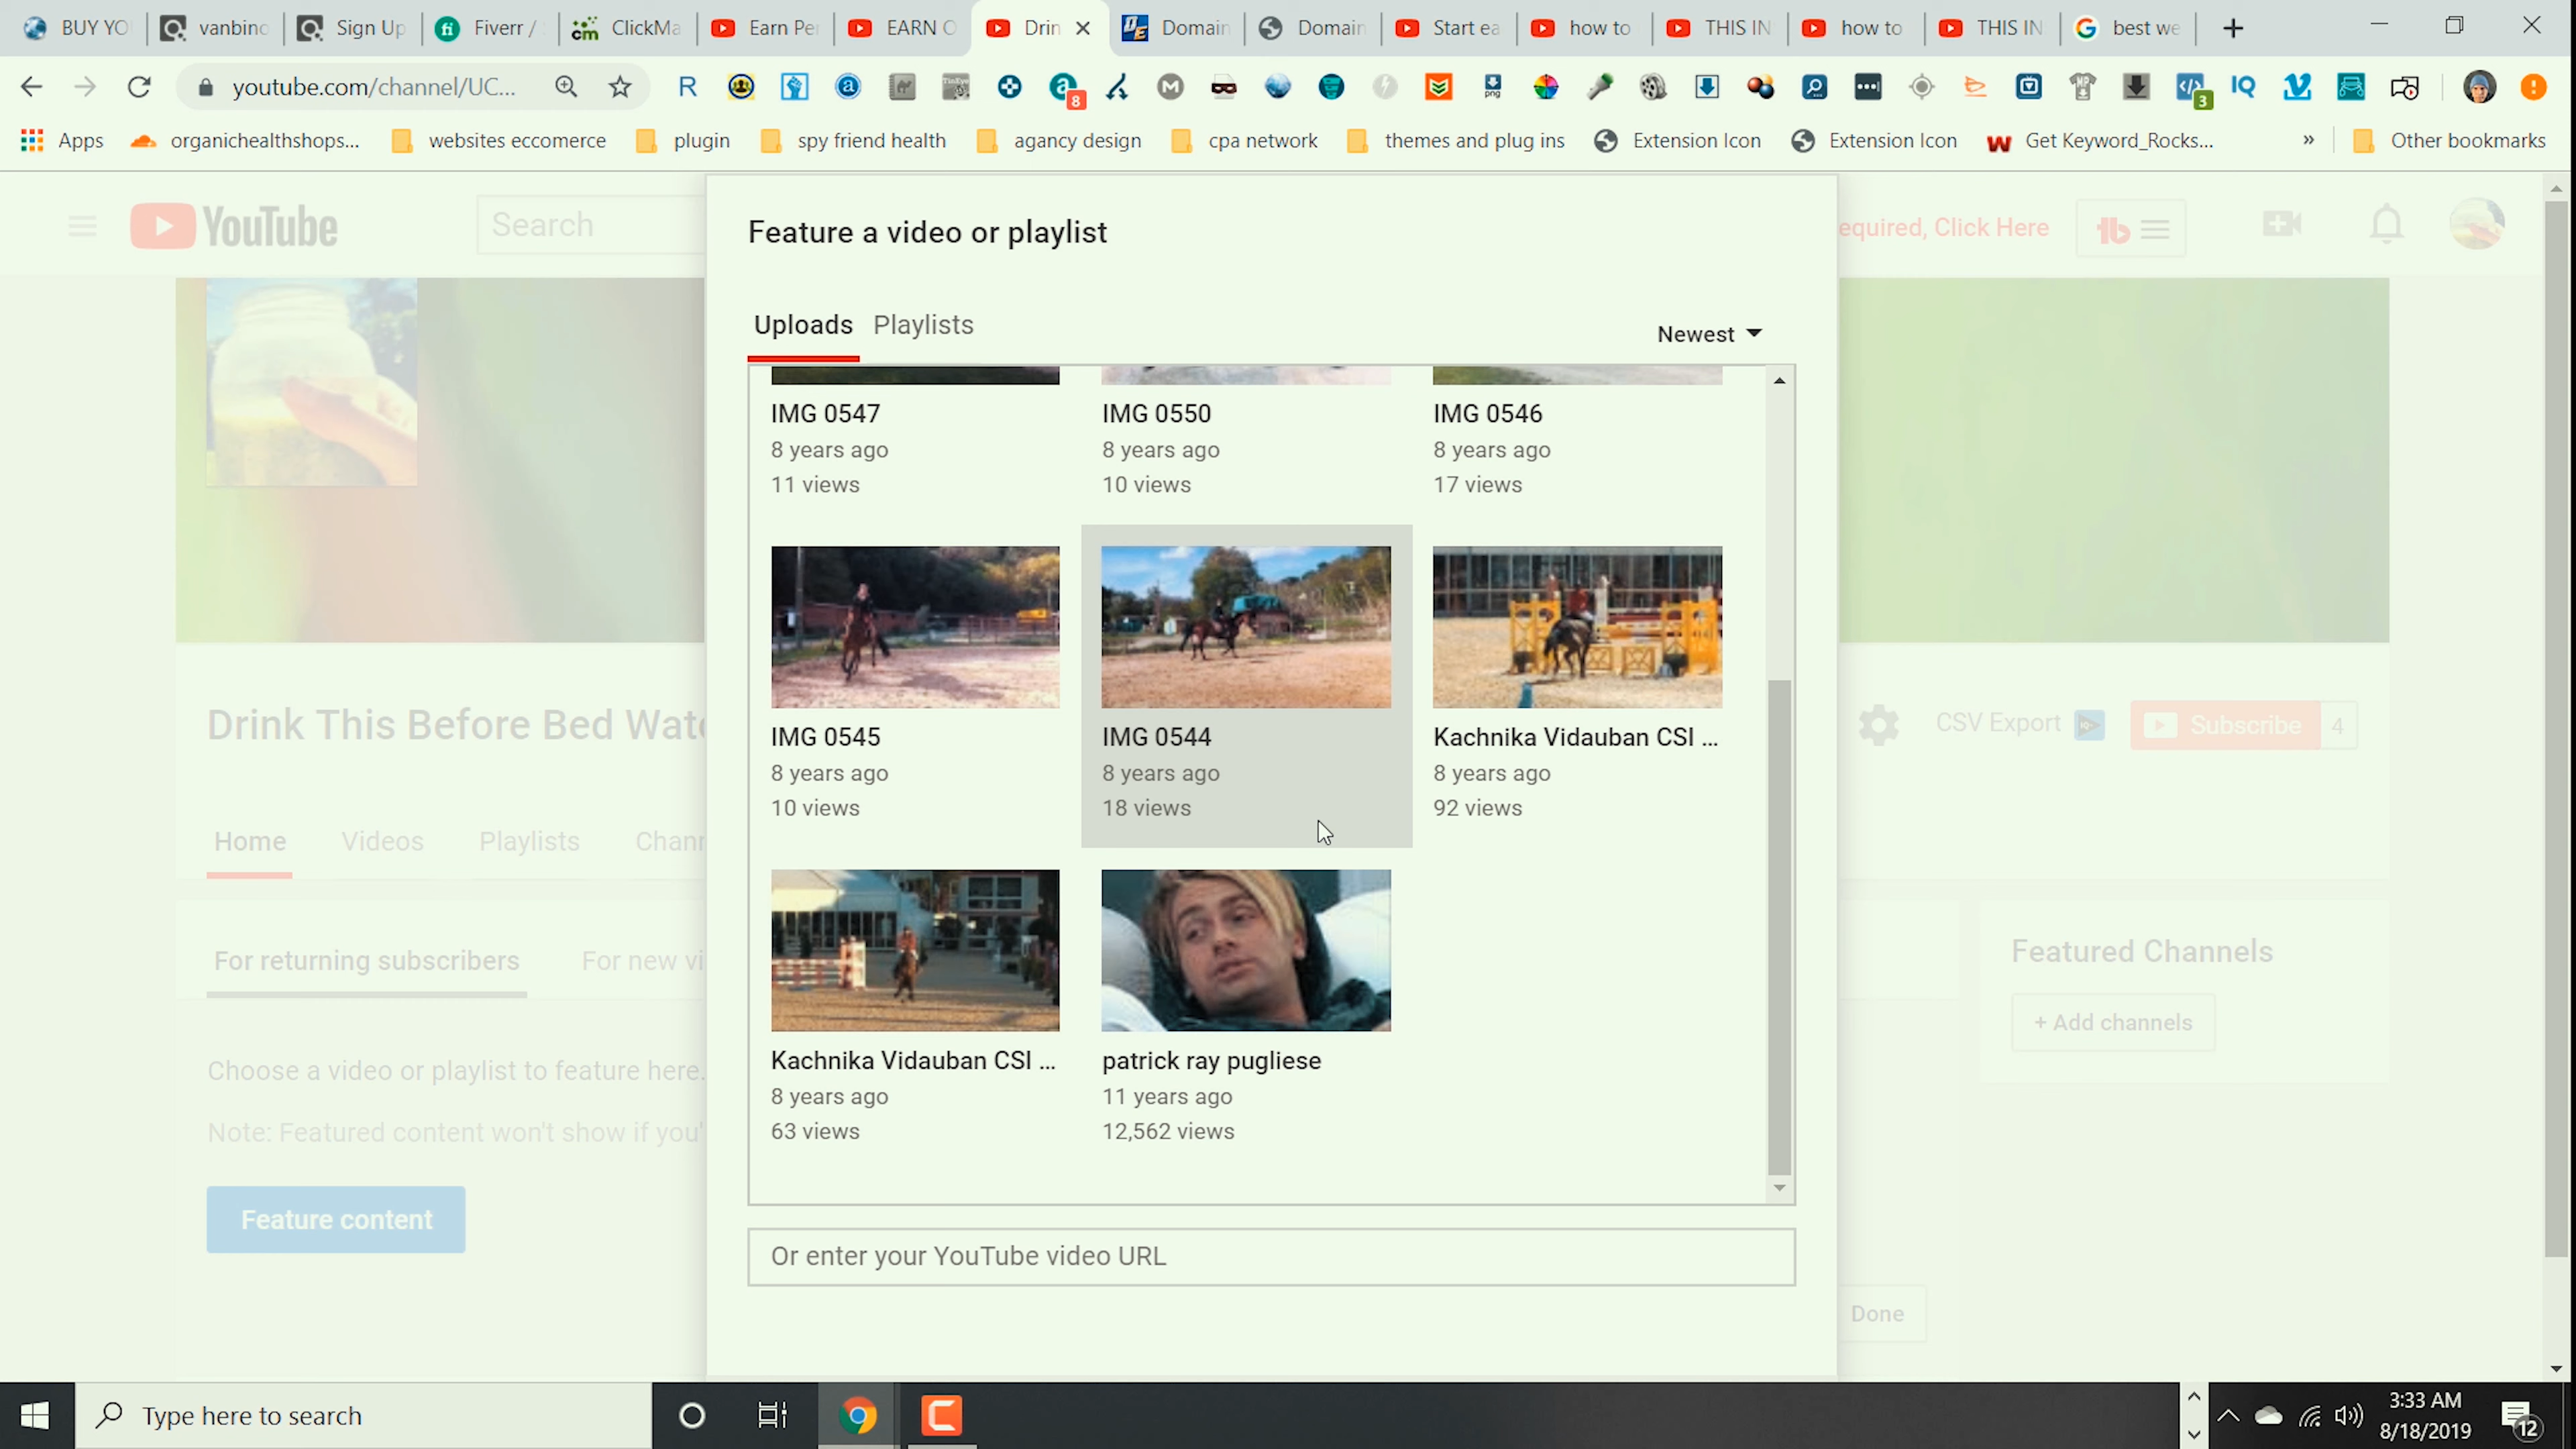 BUY YO
vanbino
Sign Up
Fiverr /
ClickMa
Earn Per
EARN O
Drin
Domain
Domain
Start ea
how to
THIS IN
how to
THIS IN
best we
youtube.com/channel/UC...
8
3
IQ
Apps
organichealthshops...
websites eccomerce
plugin
spy friend health
agancy design
cpa network
themes and plug ins
Extension Icon
Extension Icon
Get Keyword_Rocks...
»
Other bookmarks
YouTube
Search
equired, Click Here
Feature a video or playlist
Uploads
Playlists
Newest
IMG 0547
8 years ago
11 views
IMG 0550
8 years ago
10 views
IMG 0546
8 years ago
17 views
IMG 0545
8 years ago
10 views
IMG 0544
8 years ago
18 views
Kachnika Vidauban CSI ...
8 years ago
92 views
Kachnika Vidauban CSI ...
8 years ago
63 views
patrick ray pugliese
11 years ago
12,562 views
Or enter your YouTube video URL
Drink This Before Bed Wat
CSV Export
Subscribe 4
Home
Videos
Playlists
Chanr
For returning subscribers
For new vi
Choose a video or playlist to feature here.
Note: Featured content won't show if you'
Feature content
Featured Channels
+ Add channels
Done
Type here to search
3:33 AM
8/18/2019
12